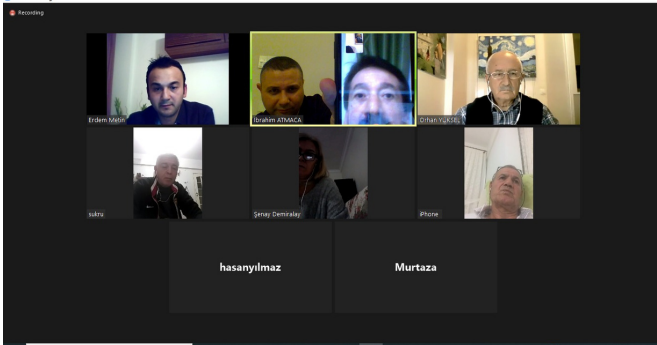 Recording
Erdem Metin
İbrahim ATMACA
Orhan YÜKSEL
sukru
Şenay Demiralay
iPhone
hasanyılmaz
Murtaza